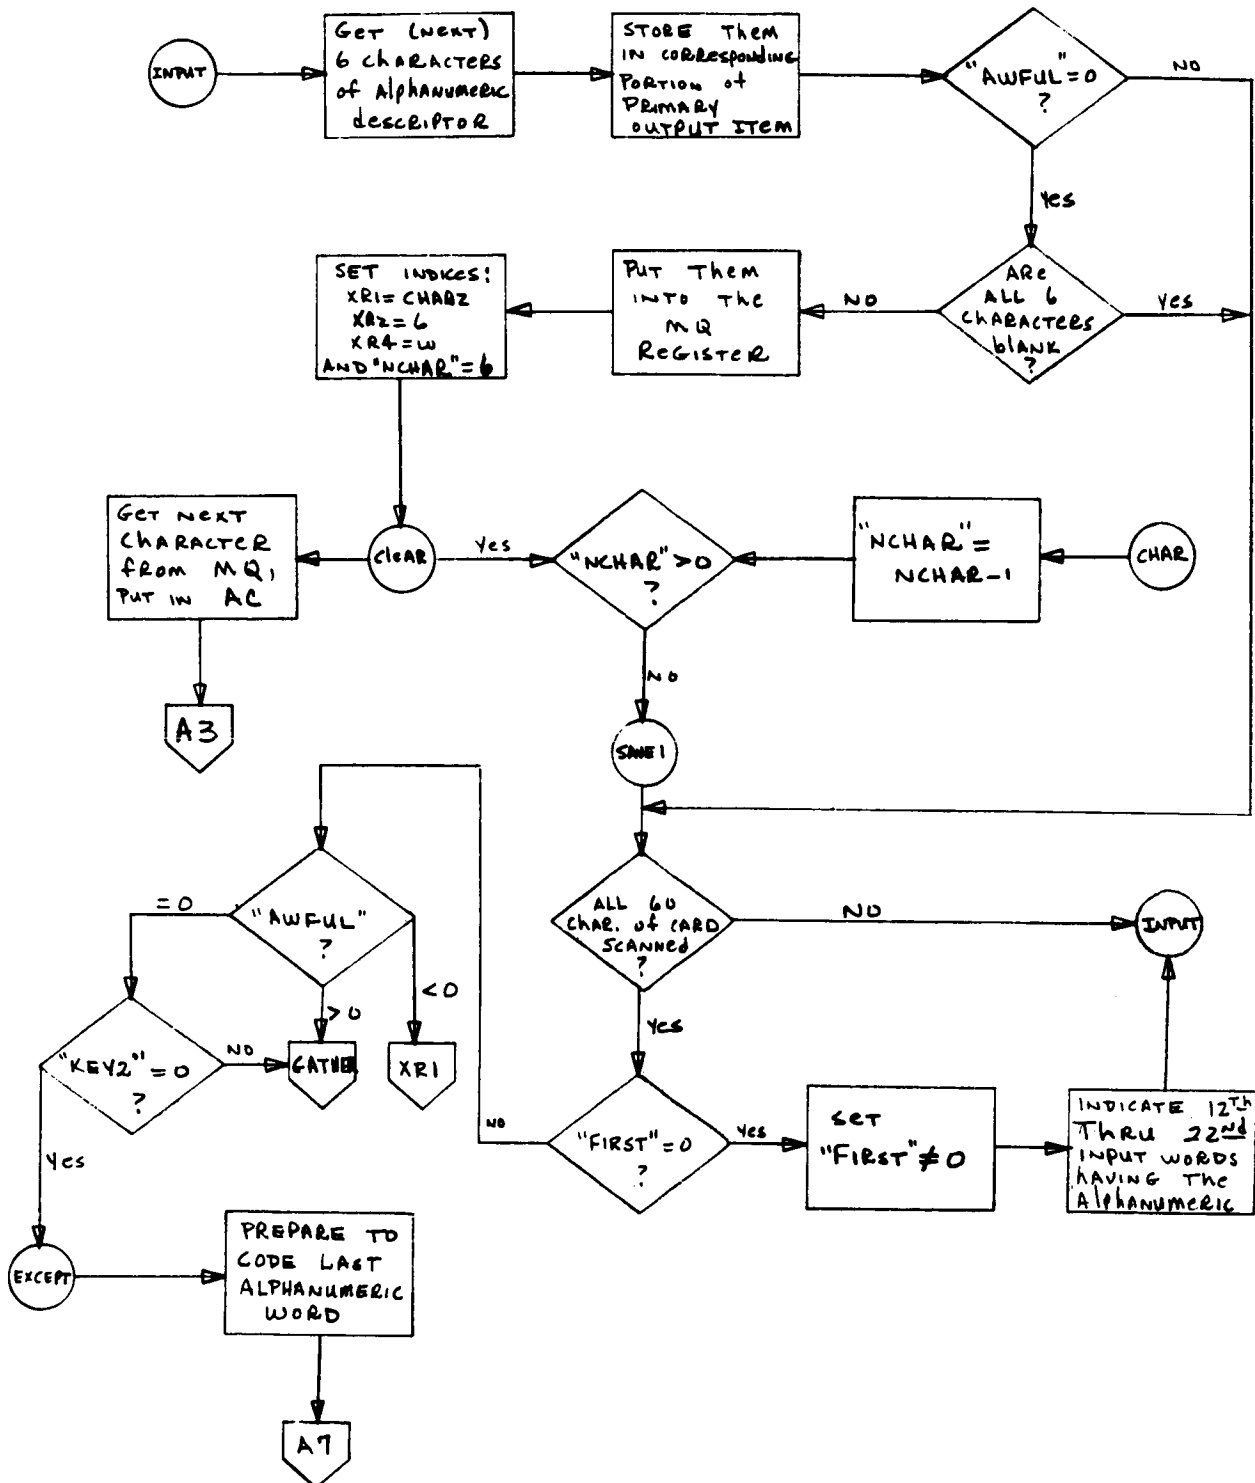 INPUT
GET (NEXT)
6 CHARACTERS
of AlphANUMERIC
descRIPTOR
STORE Them
IN CORRESPONdING
PORTION of
PRIMARY
OUTPUT ITEM
"AWFUL"=0
?
NO
Yes
ARe
ALL 6
CHARACTERS
blANK
?
Yes
NO
PUT Them
INTO The
MQ
ReGISTER
SET INDICES:
XR1= CHAR2
XR2=6
XR4=W
AND "NCHAR"=6
GeT NeXT
ChARACTER
fROM MQ,
PUT IN AC
CleAR
Yes
"NCHAR">0
?
"NCHAR"=
NCHAR-1
CHAR
NO
A3
SANE1
ALL 60
ChAR. of CARD
SCANNed
?
NO
INPUT
"AWFUL"
?
=0
>0
<0
Yes
"KEY2"=0
?
NO
GATHER
XR1
Yes
"FIRST"=0
?
NO
Yes
SeT
"FIRST"≠0
INDICATE 12Th
ThRU 22Nd
INPUT WORDS
hAVING The
AlphANUMeRIC
EXCEPT
PREPARE TO
CODE LAST
ALPHANUMERIC
WORD
A7